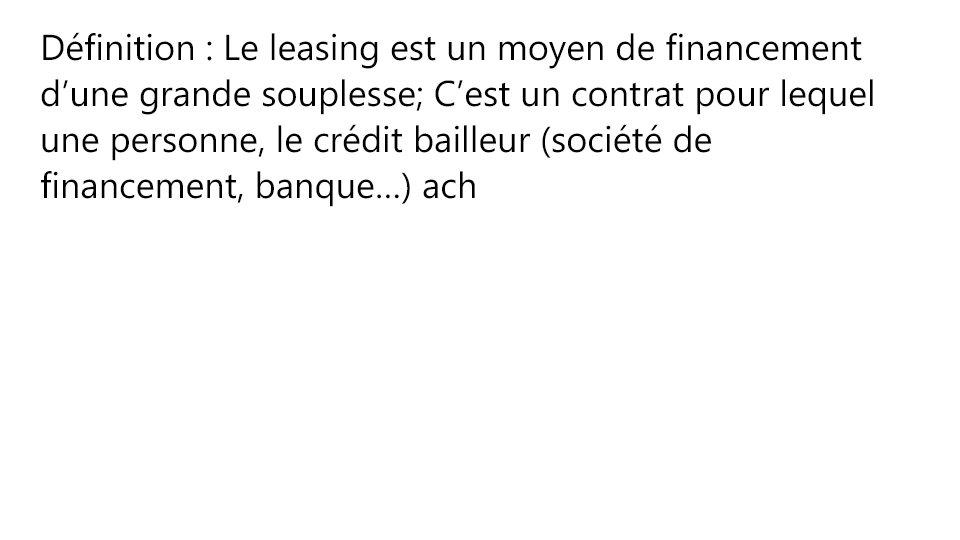 Définition : Le leasing est un moyen de financement
d’une grande souplesse; C’est un contrat pour lequel
une personne, le crédit bailleur (société de
financement, banque…) ach